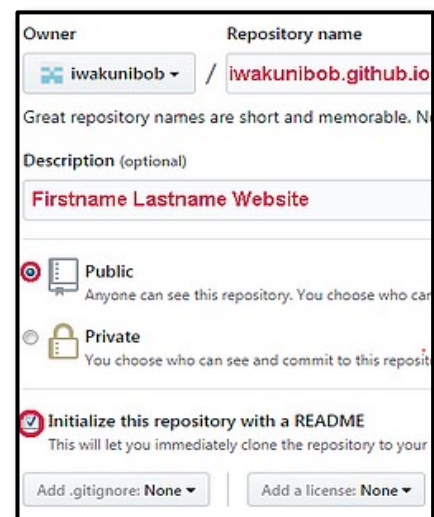 Owner Repository name
iwakunibob / iwakunibob.github.io
Great repository names are short and memorable.
Description (optional)
Firstname Lastname Website
Public
Anyone can see this repository. You choose who
Private
You choose who can see and commit to this
Initialize this repository with a README
This will let you immediately clone the repository to your
Add .gitignore: None Add a license: None